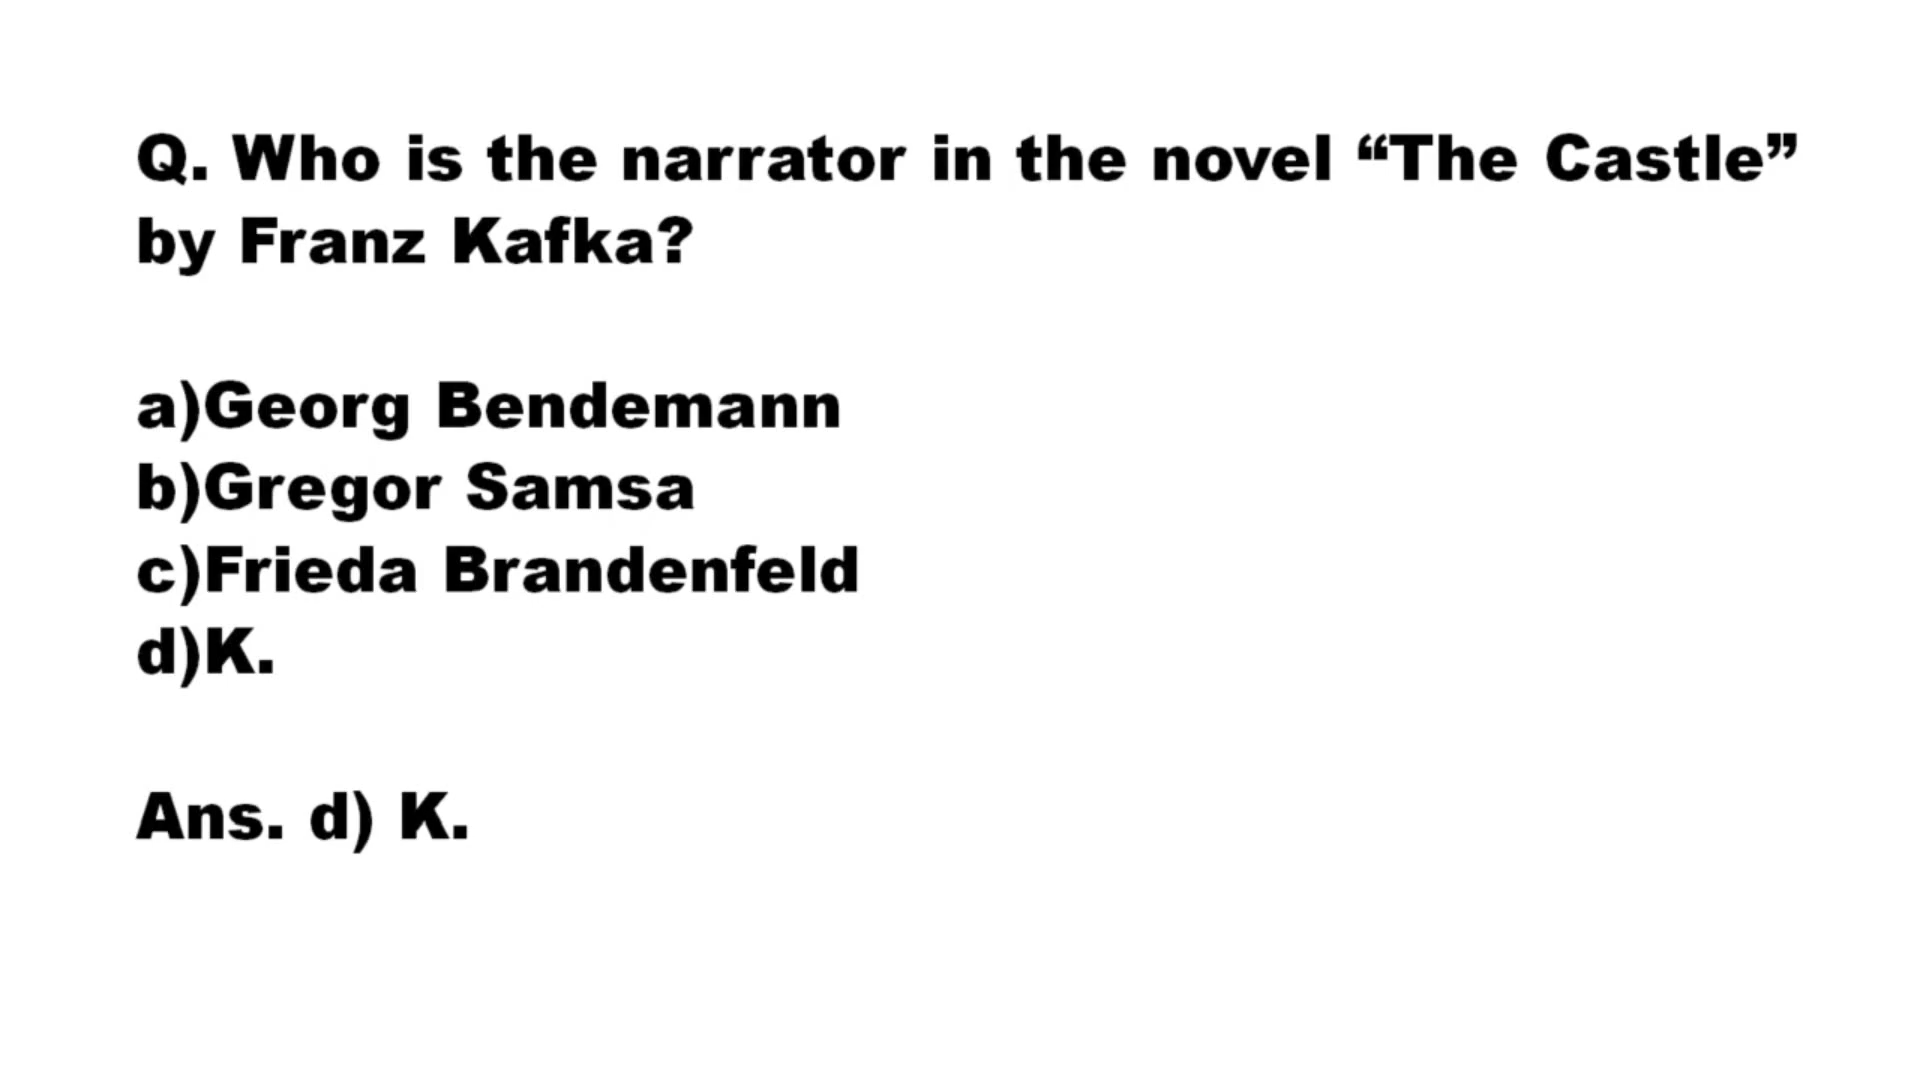 Q. Who is the narrator in the novel “The Castle”
by Franz Kafka?
a)Georg Bendemann
b)Gregor Samsa
c)Frieda Brandenfeld
d)K.
Ans. d) K.